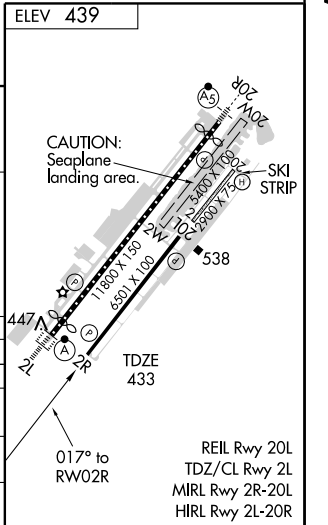 ELEV 439
A5
20R
20W
CAUTION:
Seaplane
landing area.
P
5400 X 100
2900 X 75
H
SKI
STRIP
2
20L
2W
P
11800 X 150
6501 X 100
P
538
447
V
P
A
2L
2R
TDZE
433
017° to
RW02R
REIL Rwy 20L
TDZ/CL Rwy 2L
MIRL Rwy 2R-20L
HIRL Rwy 2L-20R